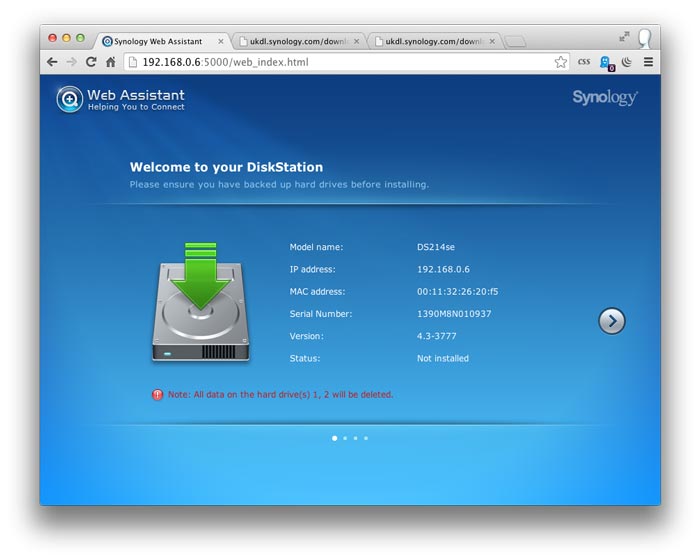 Synology Web Assistant
ukdl.synology.com/downl
ukdl.synology.com/downl
192.168.0.6:5000/web_index.html
CSS
0
Web Assistant
Helping You to Connect
Synology
Welcome to your DiskStation
Please ensure you have backed up hard drives before installing.
Model name: DS214se
IP address: 192.168.0.6
MAC address: 00:11:32:26:20:f5
Serial Number: 1390M8N010937
Version: 4.3-3777
Status: Not installed
Note: All data on the hard drive(s) 1, 2 will be deleted.